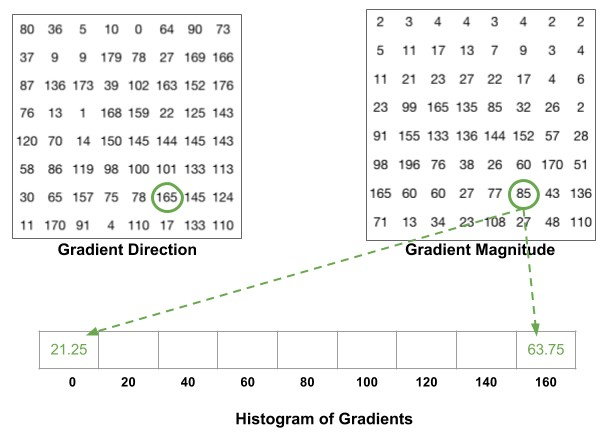 80 36 5 10 0 64 90 73
37 9 9 179 78 27 169 166
87 136 173 39 102 163 152 176
76 13 1 168 159 22 125 143
120 70 14 150 145 144 145 143
58 86 119 98 100 101 133 113
30 65 157 75 78 165 145 124
11 170 91 4 110 17 133 110
Gradient Direction
2 3 4 4 3 4 2 2
5 11 17 13 7 9 3 4
11 21 23 27 22 17 4 6
23 99 165 135 85 32 26 2
91 155 133 136 144 152 57 28
98 196 76 38 26 60 170 51
165 60 60 27 77 85 43 136
71 13 34 23 108 27 48 110
Gradient Magnitude
21.25 63.75
0 20 40 60 80 100 120 140 160
Histogram of Gradients